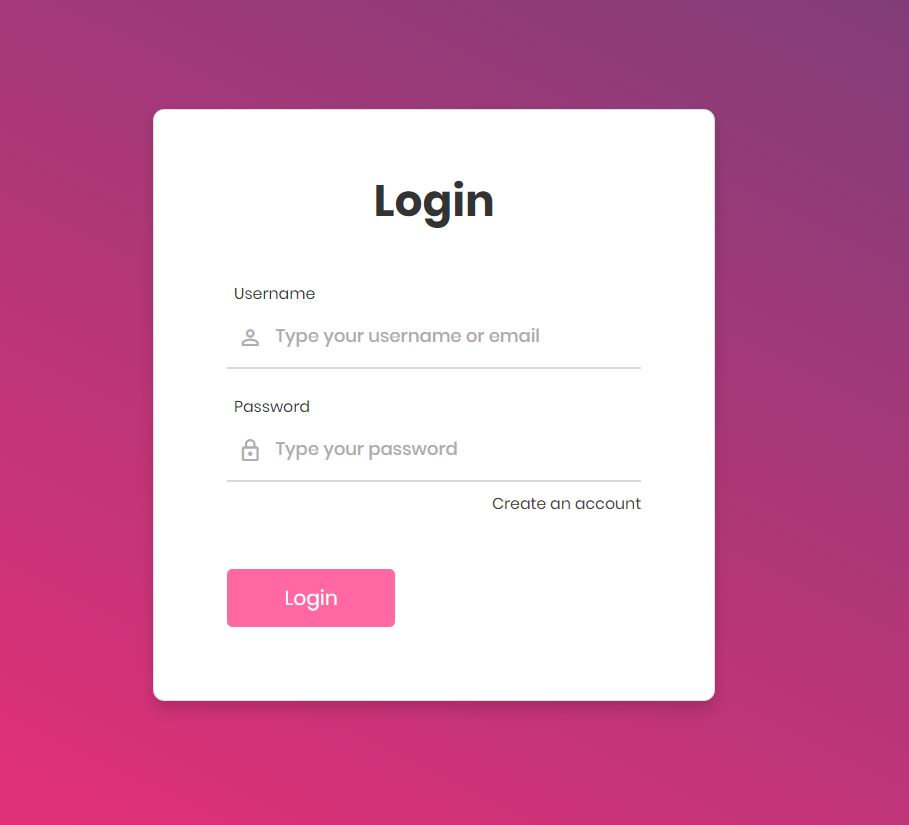 Login
Username
Type your username or email
Password
Type your password
Create an account
Login